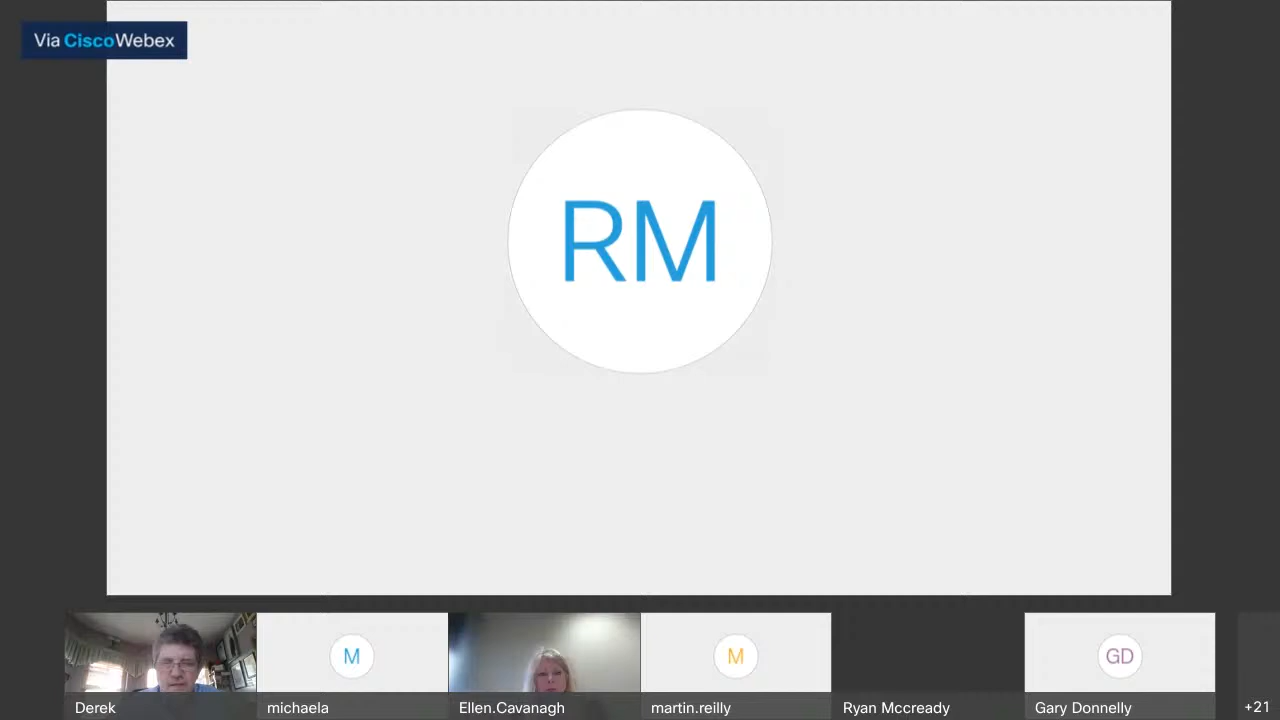 Via CiscoWebex
RM
M
M
GD
Derek
michaela
Ellen.Cavanagh
martin.reilly
Ryan Mccready
Gary Donnelly
+21